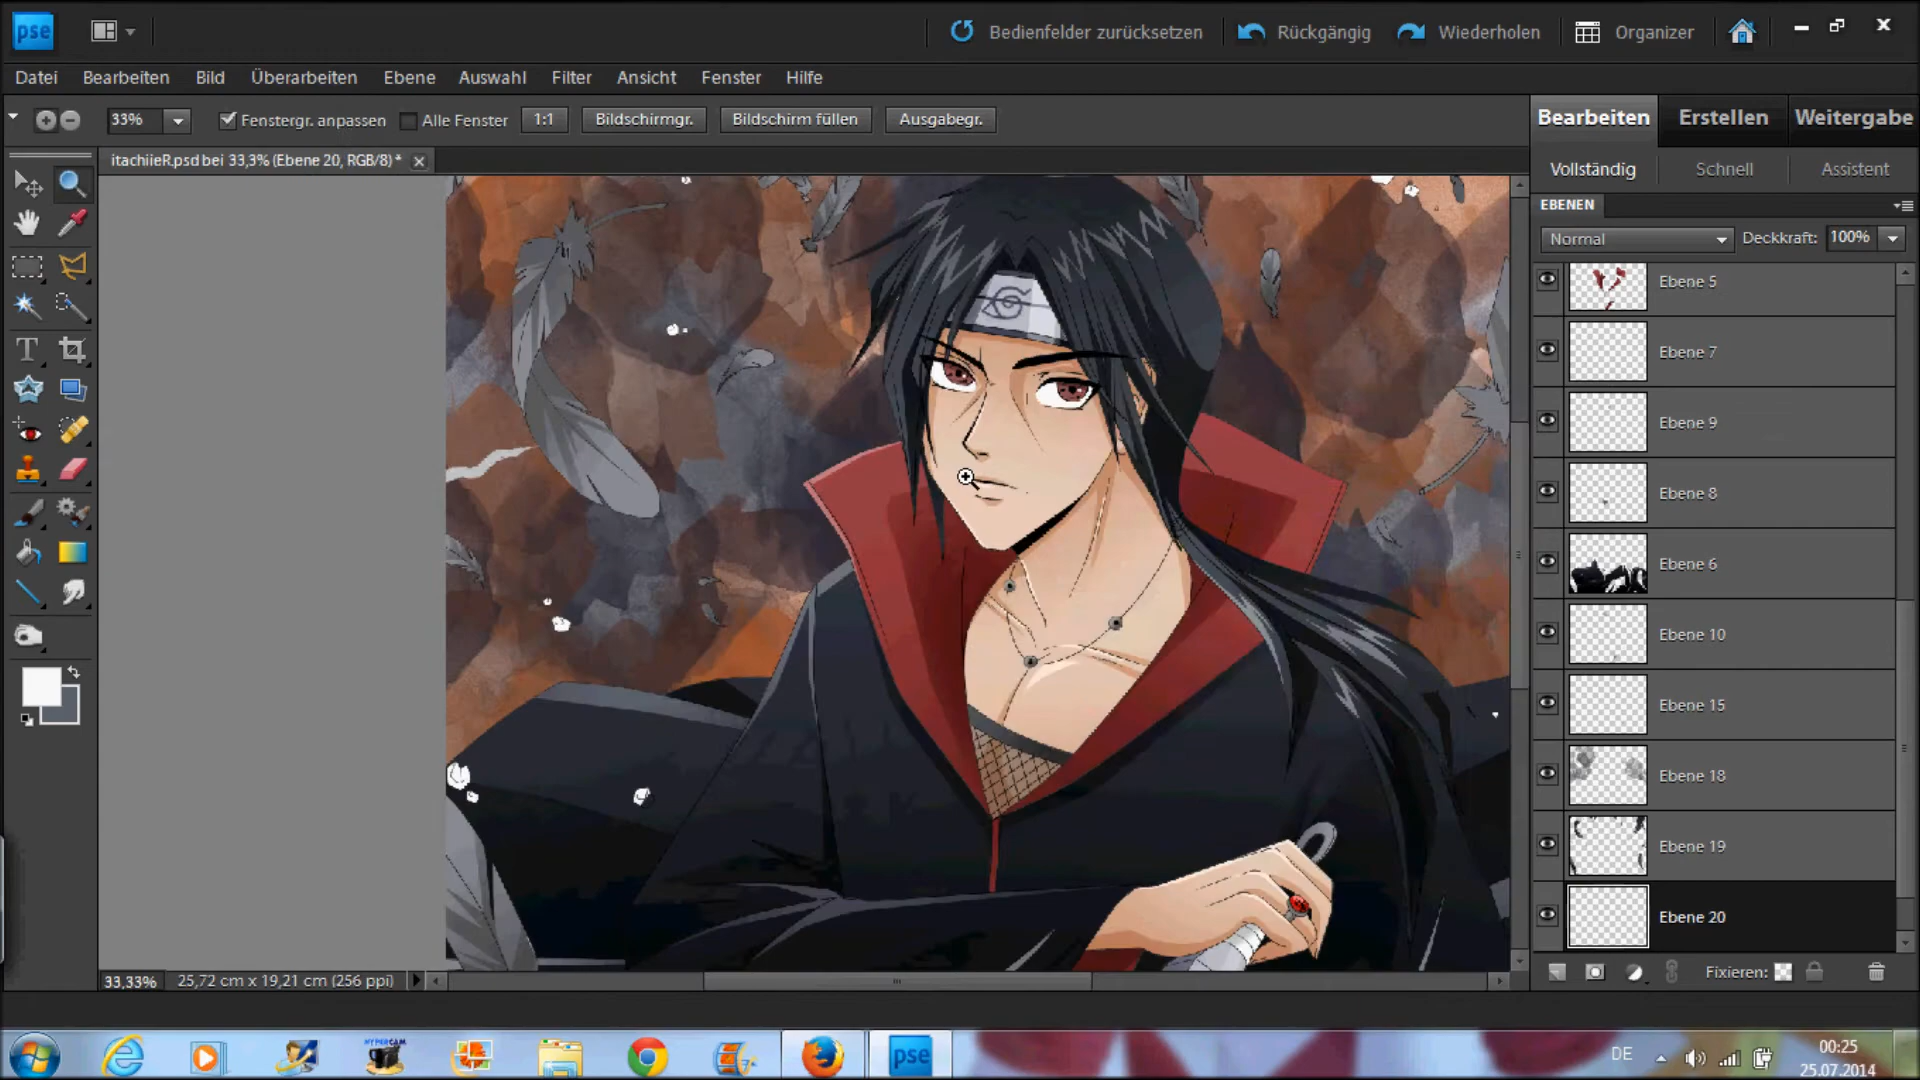 pse
Bedienfelder zurücksetzen
Rückgängig
Wiederholen
Organizer
Datei Bearbeiten Bild Überarbeiten Ebene Auswahl Filter Ansicht Fenster Hilfe
33% Fenstergr. anpassen Alle Fenster 1:1 Bildschirmgr. Bildschirm füllen Ausgabegr.
Bearbeiten Erstellen Weitergabe
itachiieR.psd bei 33,3% (Ebene 20, RGB/8) *
Vollständig Schnell Assistent
EBENEN
Normal Deckkraft: 100%
Ebene 5
Ebene 7
Ebene 9
Ebene 8
Ebene 6
Ebene 10
Ebene 15
Ebene 18
Ebene 19
Ebene 20
Fixieren:
33,33% 25,72 cm x 19,21 cm (256 ppi)
HYPERCAM
pse
DE
00:25
25.07.2014